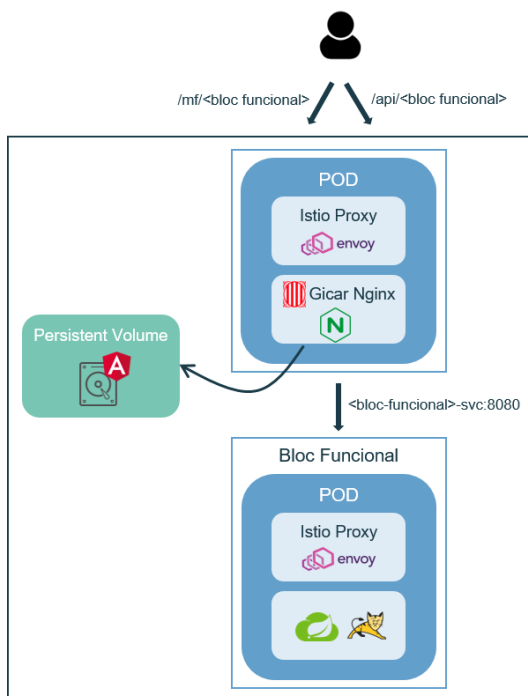 /mf/<bloc funcional>
/api/<bloc funcional>
POD
Istio Proxy
envoy
Gicar Nginx
N
Persistent Volume
A
<bloc-funcional>-svc:8080
Bloc Funcional
POD
Istio Proxy
envoy